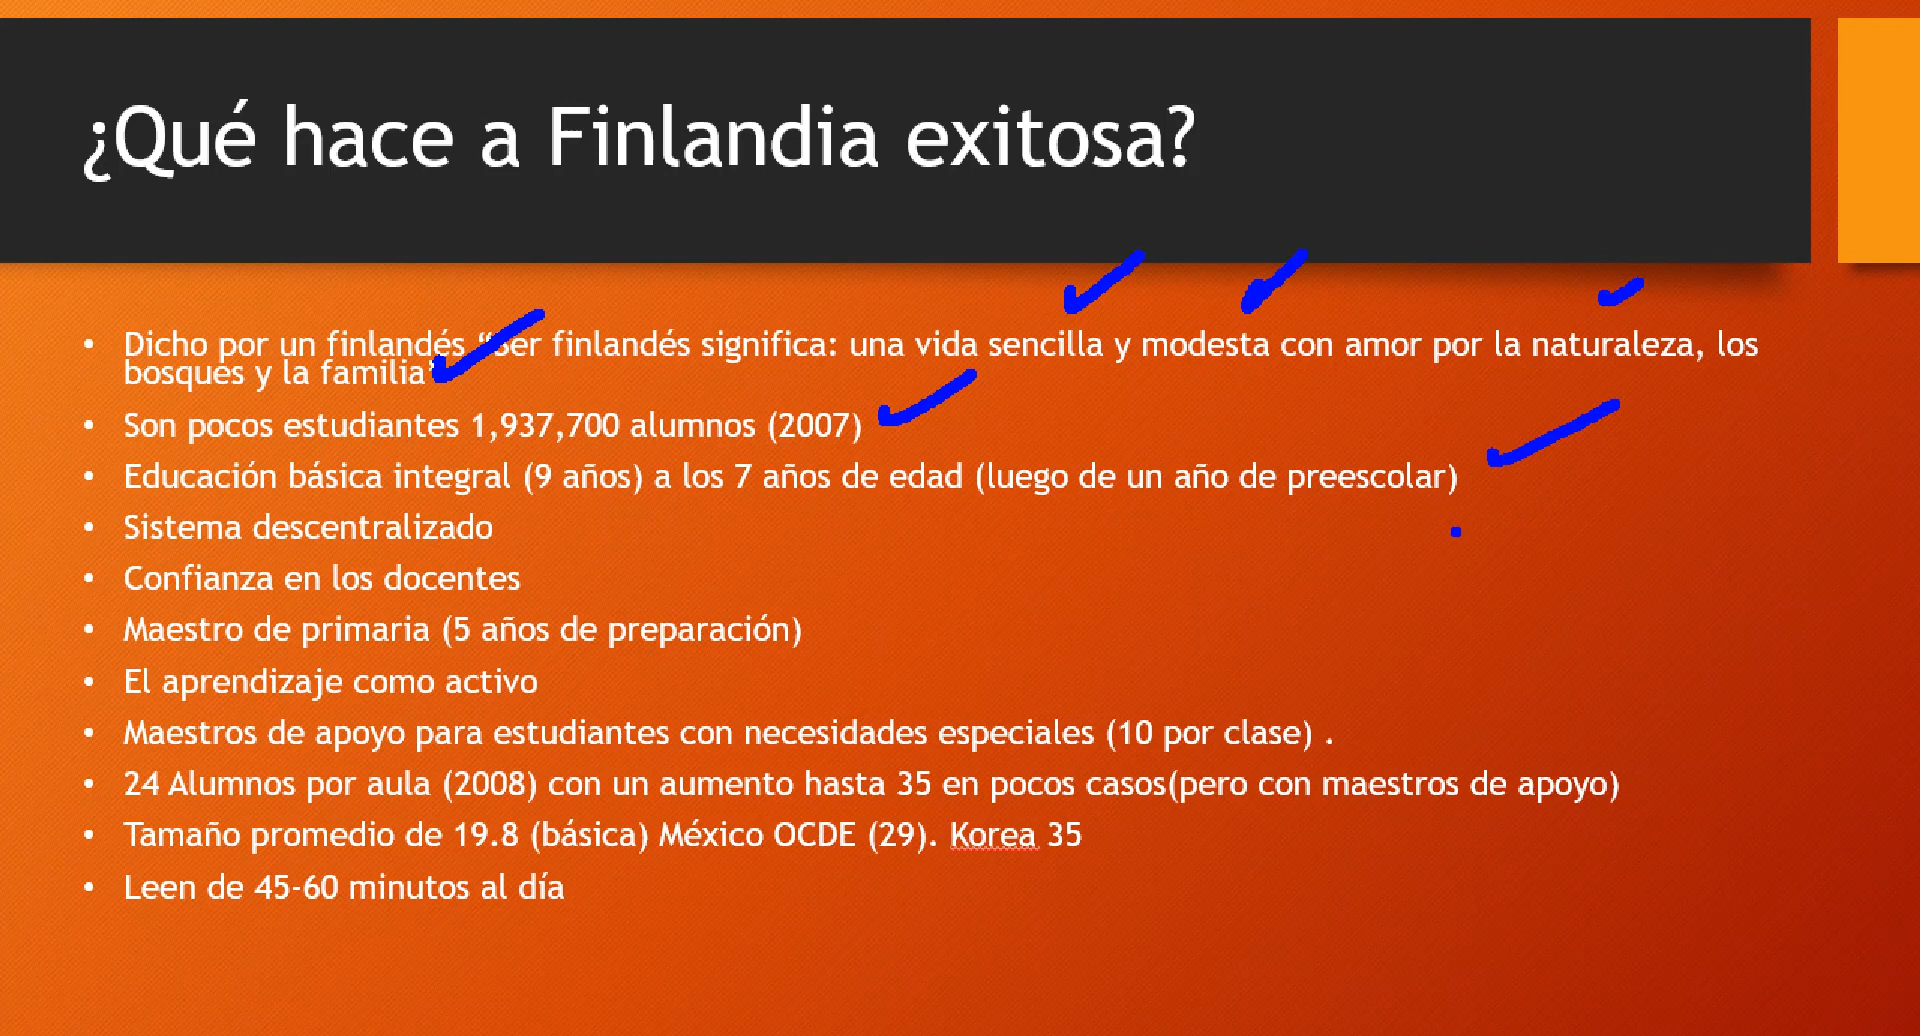 ¿Qué hace a Finlandia exitosa?
• Dicho por un finlandés “Ser finlandés significa: una vida sencilla y modesta con amor por la naturaleza, los
bosques y la familia”
• Son pocos estudiantes 1,937,700 alumnos (2007)
• Educación básica integral (9 años) a los 7 años de edad (luego de un año de preescolar)
• Sistema descentralizado
• Confianza en los docentes
• Maestro de primaria (5 años de preparación)
• El aprendizaje como activo
• Maestros de apoyo para estudiantes con necesidades especiales (10 por clase) .
• 24 Alumnos por aula (2008) con un aumento hasta 35 en pocos casos(pero con maestros de apoyo)
• Tamaño promedio de 19.8 (básica) México OCDE (29). Korea 35
• Leen de 45-60 minutos al día